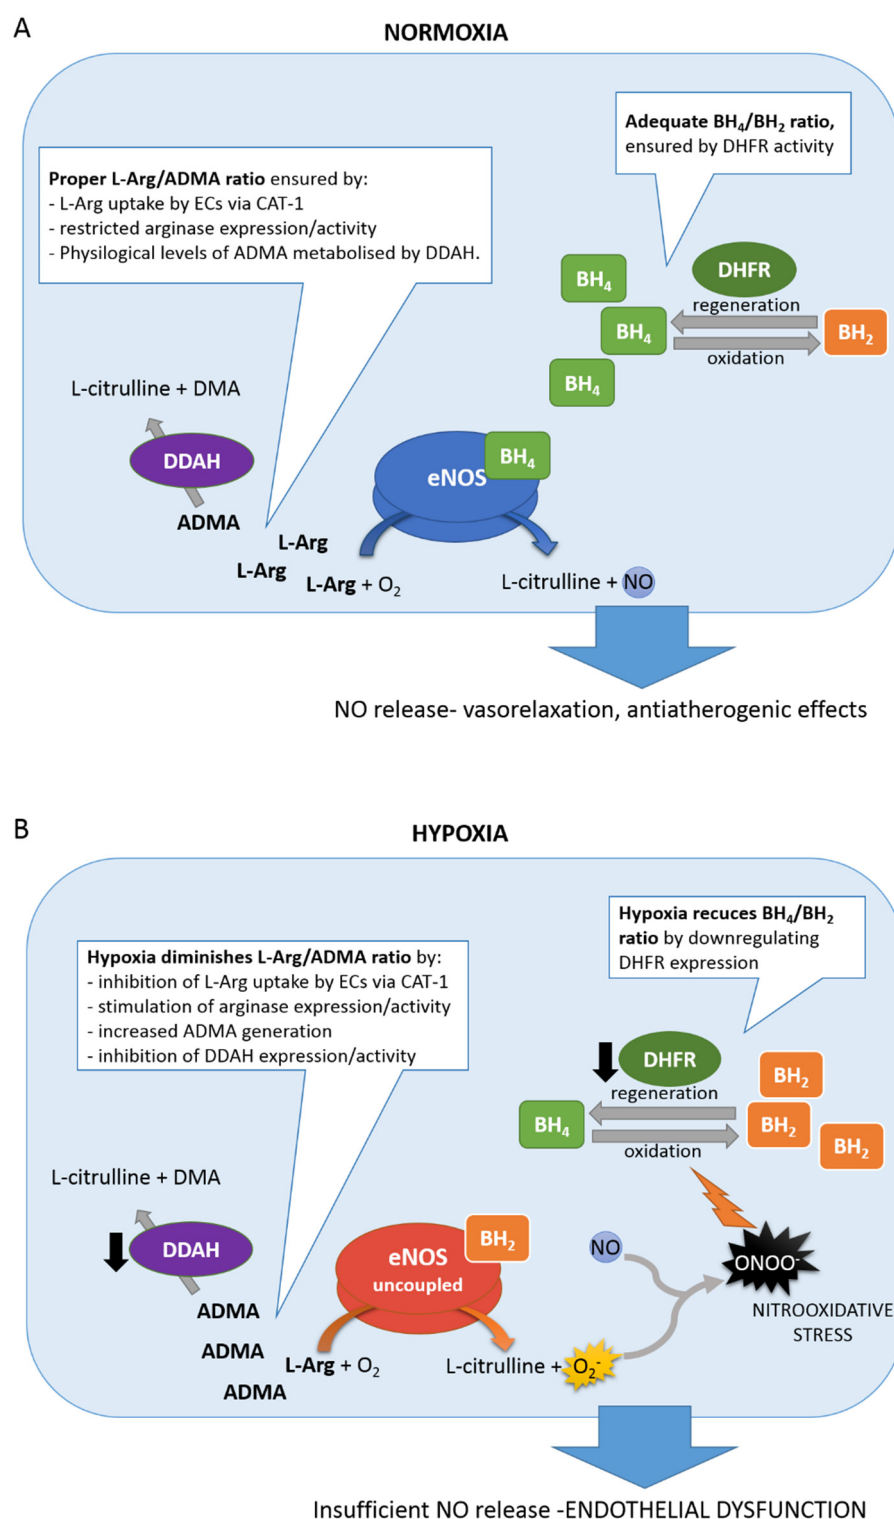 A
NORMOXIA
Adequate BH₄/BH₂ ratio,
ensured by DHFR activity
Proper L-Arg/ADMA ratio ensured by:
- L-Arg uptake by ECs via CAT-1
- restricted arginase expression/activity
- Physilogical levels of ADMA metabolised by DDAH.
DHFR
BH₄
regeneration
BH₄
BH₂
oxidation
BH₄
L-citrulline + DMA
DDAH
BH₄
eNOS
ADMA
L-Arg
L-Arg
L-Arg + O₂
L-citrulline + NO
NO release- vasorelaxation, antiatherogenic effects
B
HYPOXIA
Hypoxia recuces BH₄/BH₂
ratio by downregulating
DHFR expression
Hypoxia diminishes L-Arg/ADMA ratio by:
- inhibition of L-Arg uptake by ECs via CAT-1
- stimulation of arginase expression/activity
- increased ADMA generation
- inhibition of DDAH expression/activity
DHFR
BH₂
regeneration
BH₄
BH₂
BH₂
oxidation
L-citrulline + DMA
DDAH
BH₂
eNOS
uncoupled
NO
ONOO⁻
NITROOXIDATIVE
STRESS
ADMA
ADMA
ADMA
L-Arg + O₂
L-citrulline + O₂⁻
Insufficient NO release -ENDOTHELIAL DYSFUNCTION